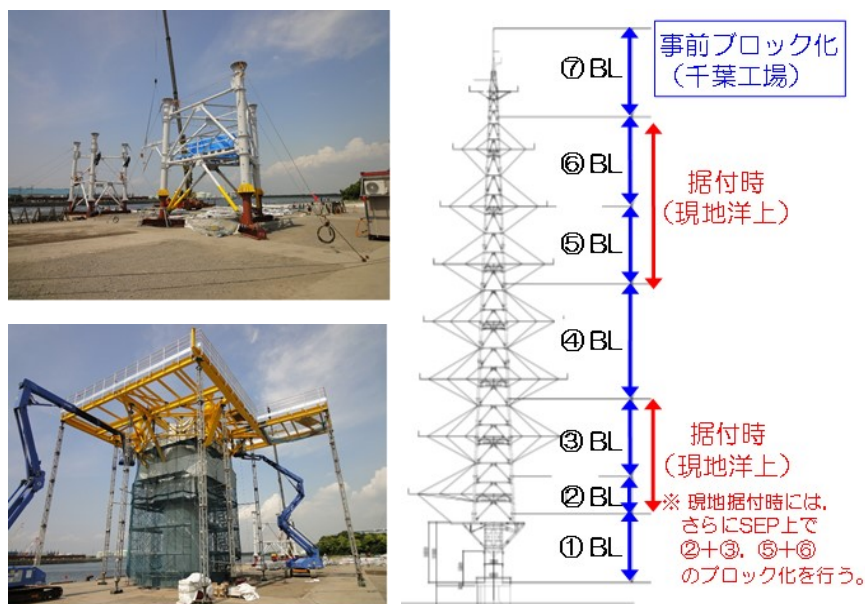 ⑦BL
事前ブロック化
(千葉工場)
⑥BL
据付時
(現地洋上)
⑤BL
④BL
③BL
据付時
(現地洋上)
②BL
※ 現地据付時には,
さらにSEP上で
②+③, ⑤+⑥
のブロック化を行う。
①BL